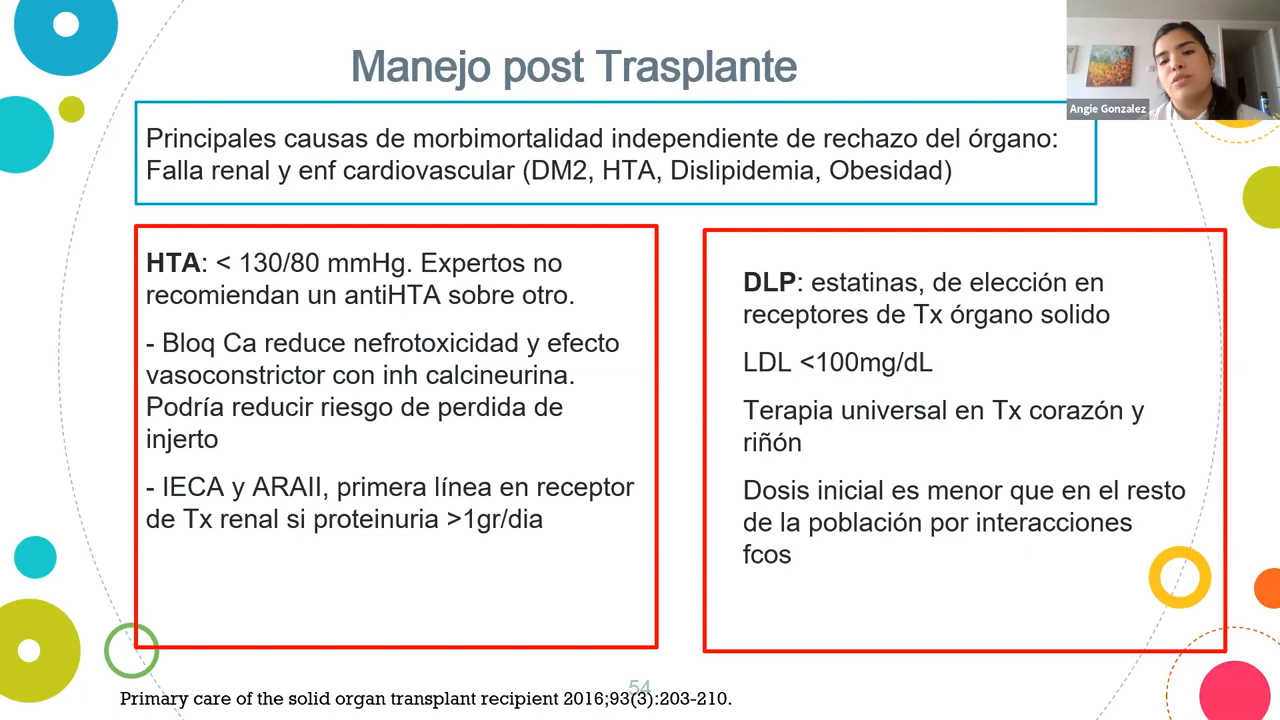 Manejo post Trasplante
Angie Gonzalez
Principales causas de morbimortalidad independiente de rechazo del órgano:
Falla renal y enf cardiovascular (DM2, HTA, Dislipidemia, Obesidad)
HTA: < 130/80 mmHg. Expertos no
recomiendan un antiHTA sobre otro.
- Bloq Ca reduce nefrotoxicidad y efecto
vasoconstrictor con inh calcineurina.
Podría reducir riesgo de perdida de
injerto
- IECA y ARAII, primera línea en receptor
de Tx renal si proteinuria >1gr/dia
DLP: estatinas, de elección en
receptores de Tx órgano solido
LDL <100mg/dL
Terapia universal en Tx corazón y
riñón
Dosis inicial es menor que en el resto
de la población por interacciones
fcos
54
Primary care of the solid organ transplant recipient 2016;93(3):203-210.